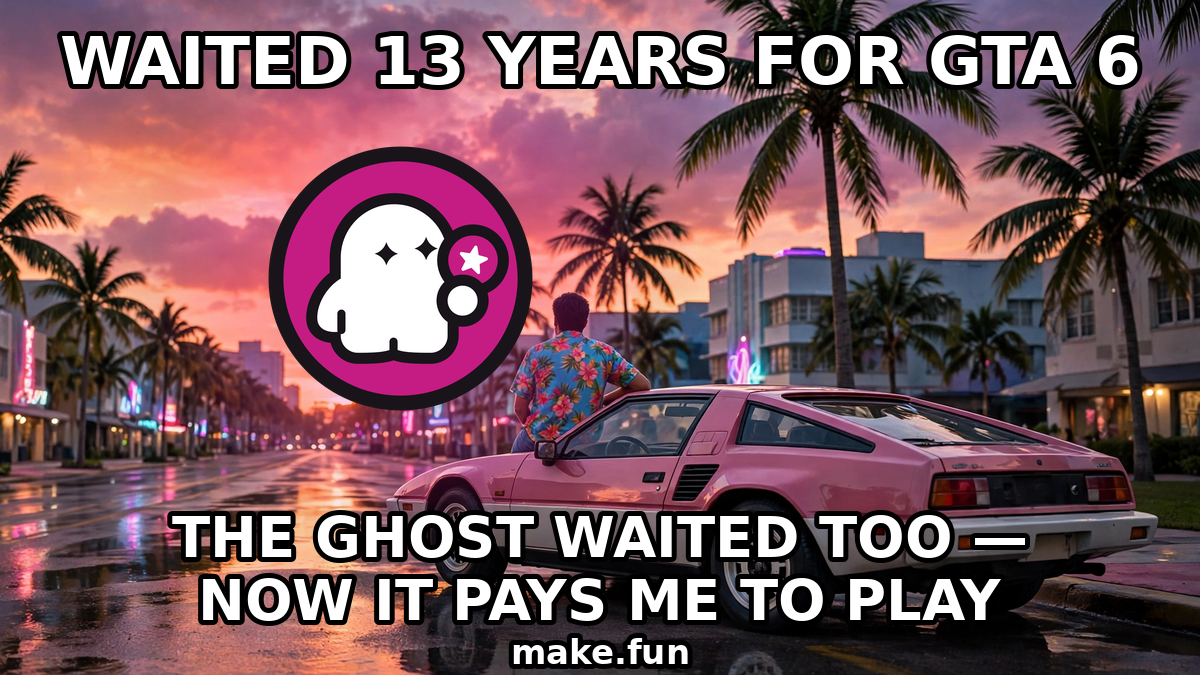 WAITED 13 YEARS FOR GTA 6
THE GHOST WAITED TOO —
NOW IT PAYS ME TO PLAY
make.fun